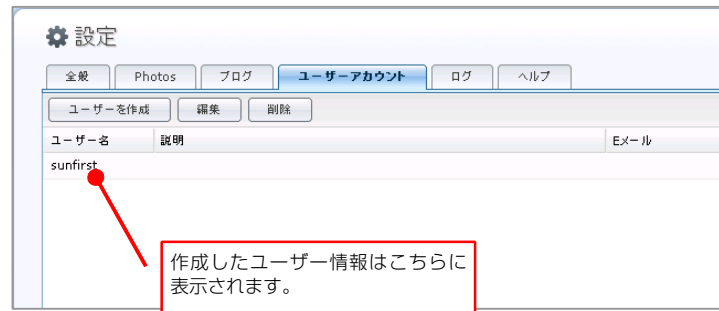 設定
全般 Photos ブログ ユーザーアカウント ログ ヘルプ
ユーザーを作成 編集 削除
ユーザー名 説明 Eメール
sunfirst
作成したユーザー情報はこちらに
表示されます。